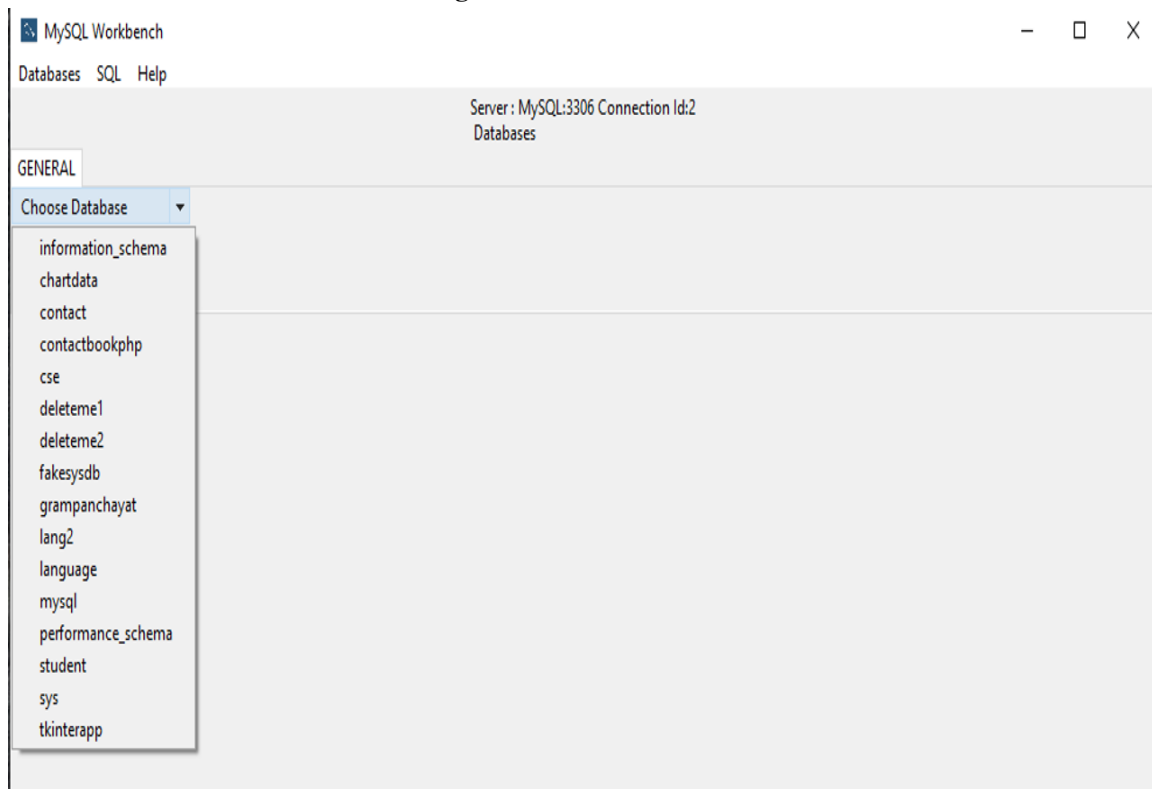 MySQL Workbench
Databases SQL Help
Server : MySQL:3306 Connection Id:2
Databases
GENERAL
Choose Database
information_schema
chartdata
contact
contactbookphp
cse
deleteme1
deleteme2
fakesysdb
grampanchayat
lang2
language
mysql
performance_schema
student
sys
tkinterapp